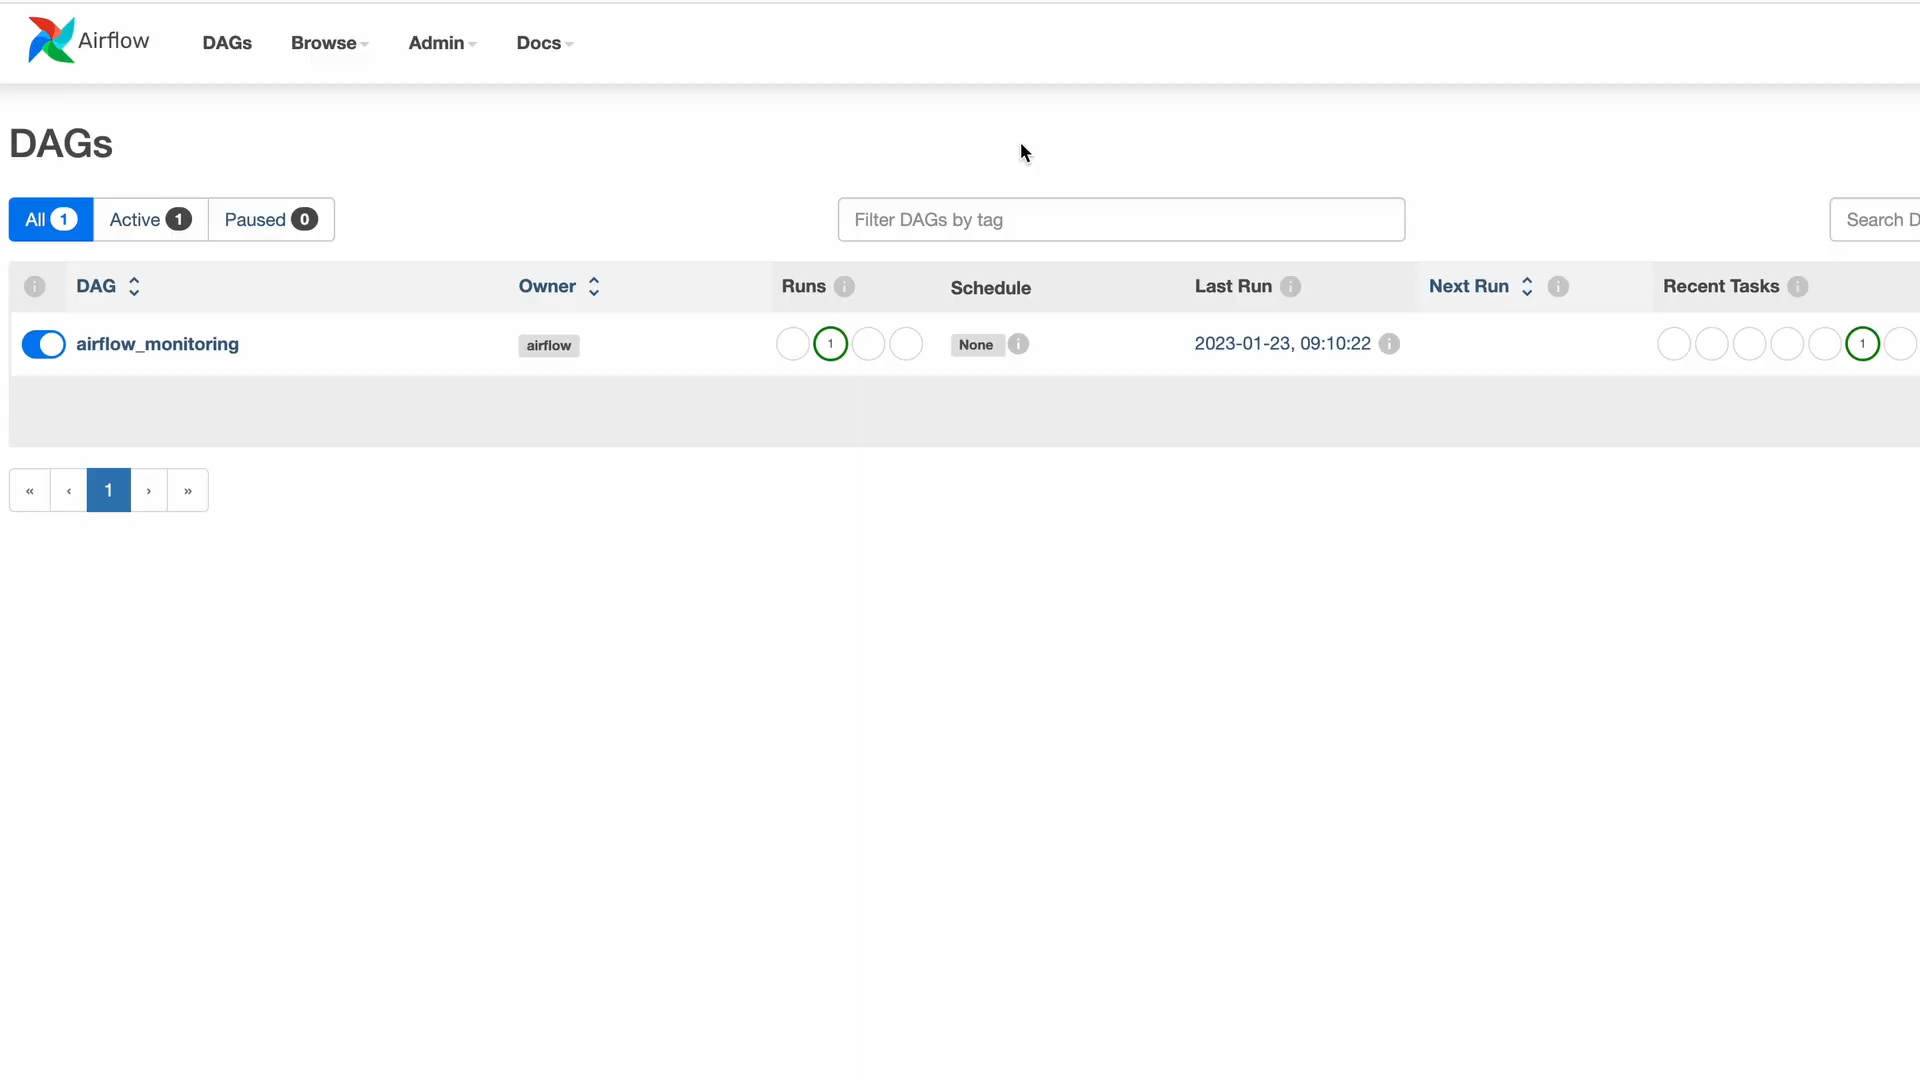 Airflow DAGs Browse Admin Docs
DAGs
All 1 Active 1 Paused 0 Filter DAGs by tag Search D
DAG Owner Runs Schedule Last Run Next Run Recent Tasks
airflow_monitoring airflow 1 None 2023-01-23, 09:10:22 1
« ‹ 1 › »